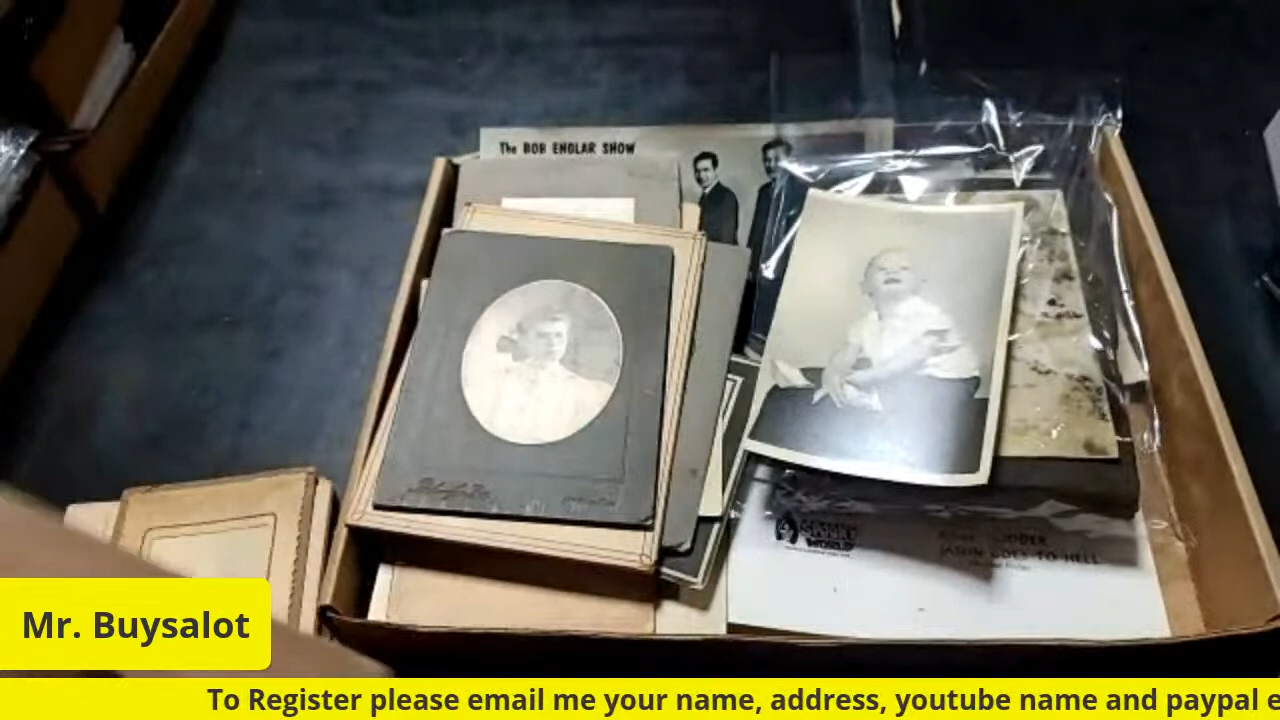 The BOB ENGLAR SHOW
WORLD
JASON GOES TO HELL
Mr. Buysalot
To Register please email me your name, address, youtube name and paypal e